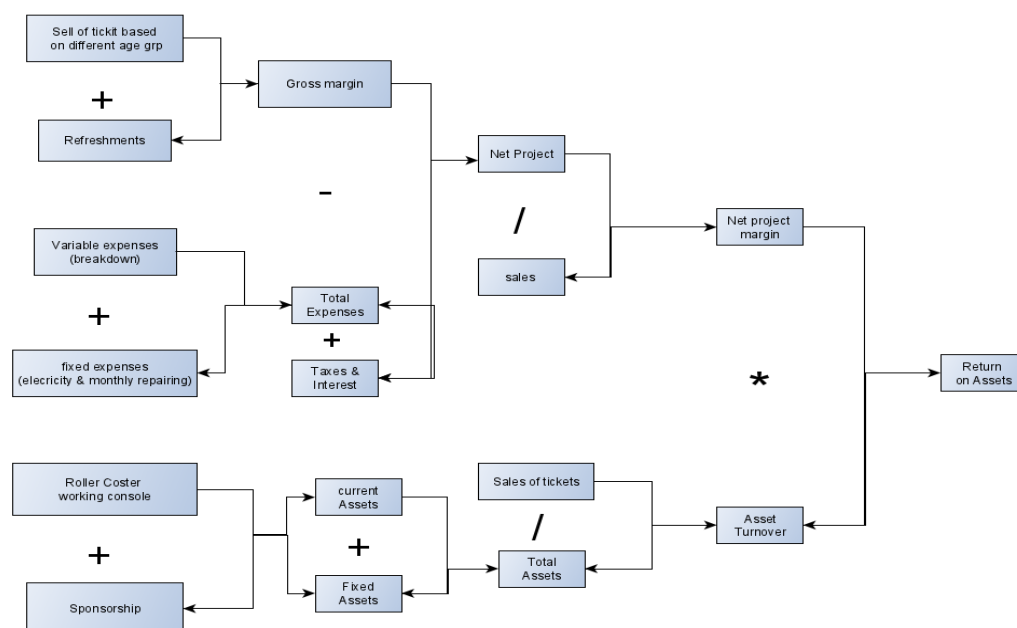 Sell of tickit based
on different age grp
+
Refreshments
Gross margin
-
Variable expenses
(breakdown)
+
fixed expenses
(elecricity & monthly repairing)
Total
Expenses
+
Taxes &
Interest
Net Project
/
sales
Net project
margin
*
Return
on Assets
Roller Coster
working console
+
Sponsorship
current
Assets
+
Fixed
Assets
Sales of tickets
/
Total
Assets
Asset
Turnover